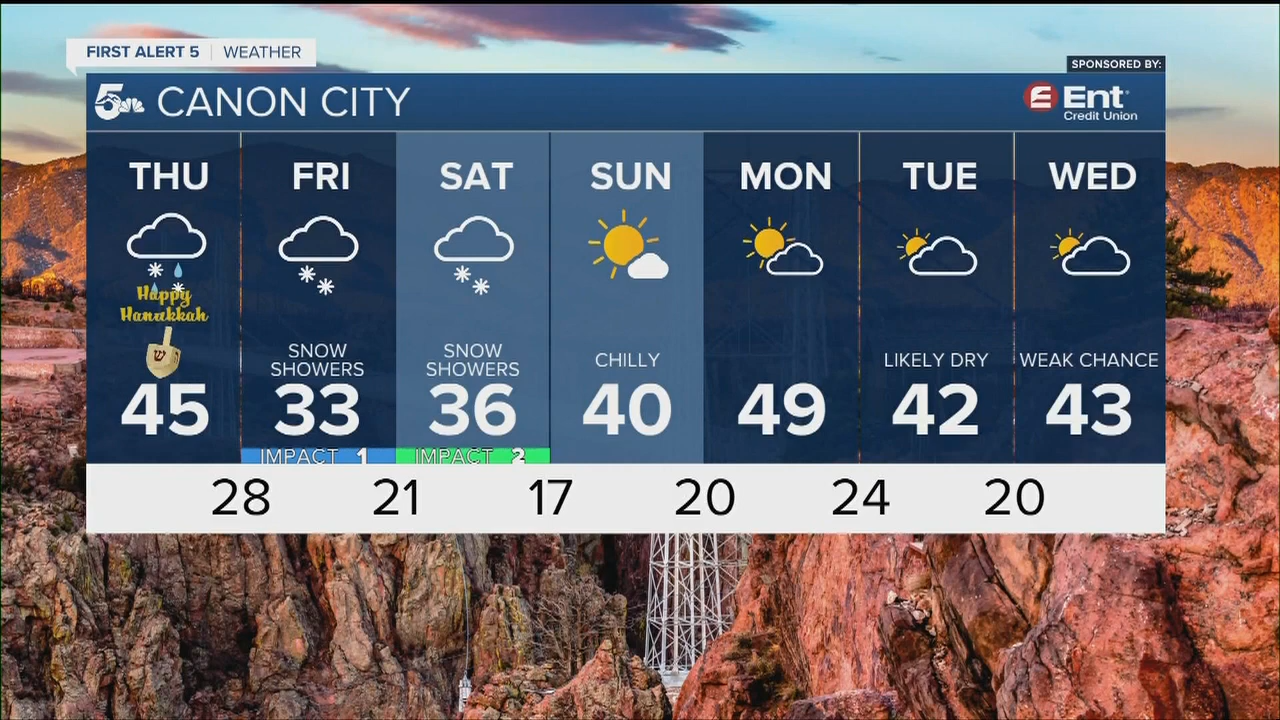 FIRST ALERT 5 | WEATHER
SPONSORED BY:
5 CANON CITY
Ent
Credit Union
THU FRI SAT SUN MON TUE WED
Happy
Hanukkah
ש
SNOW SHOWERS
SNOW SHOWERS
CHILLY
LIKELY DRY
WEAK CHANCE
45 33 36 40 49 42 43
IMPACT 1
IMPACT 2
28 21 17 20 24 20